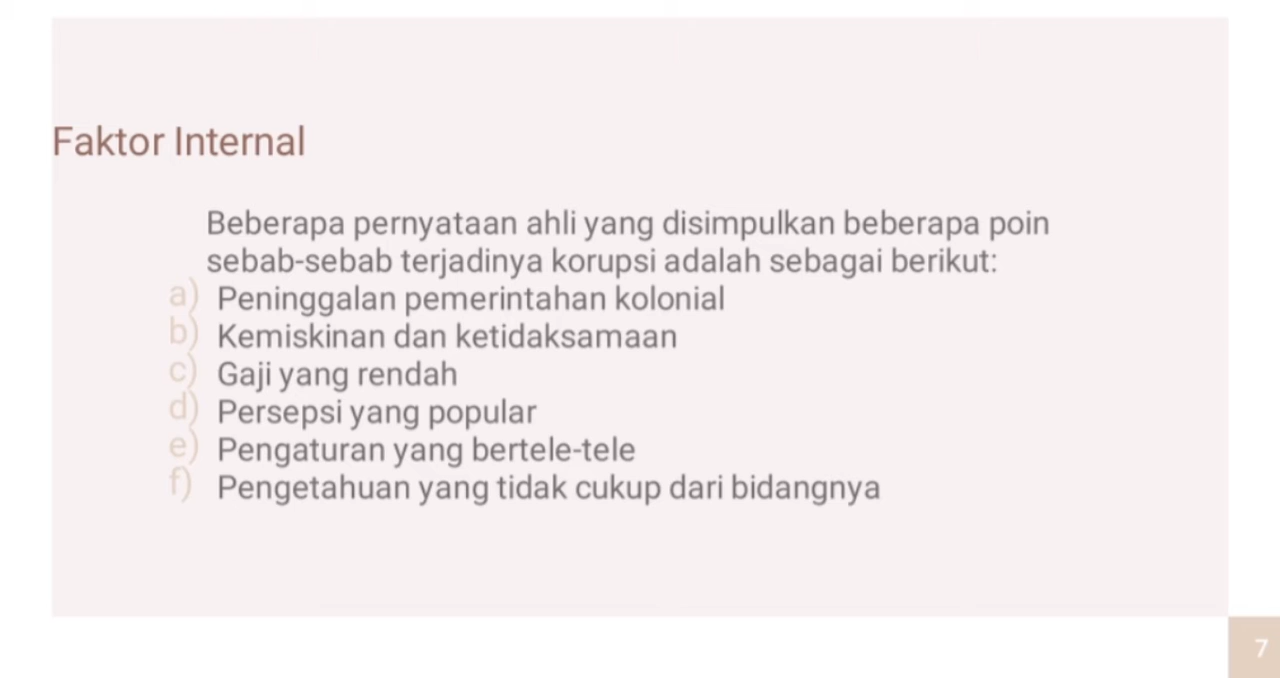 Faktor Internal
Beberapa pernyataan ahli yang disimpulkan beberapa poin
sebab-sebab terjadinya korupsi adalah sebagai berikut:
a) Peninggalan pemerintahan kolonial
b) Kemiskinan dan ketidaksamaan
c) Gaji yang rendah
d) Persepsi yang popular
e) Pengaturan yang bertele-tele
f) Pengetahuan yang tidak cukup dari bidangnya
7